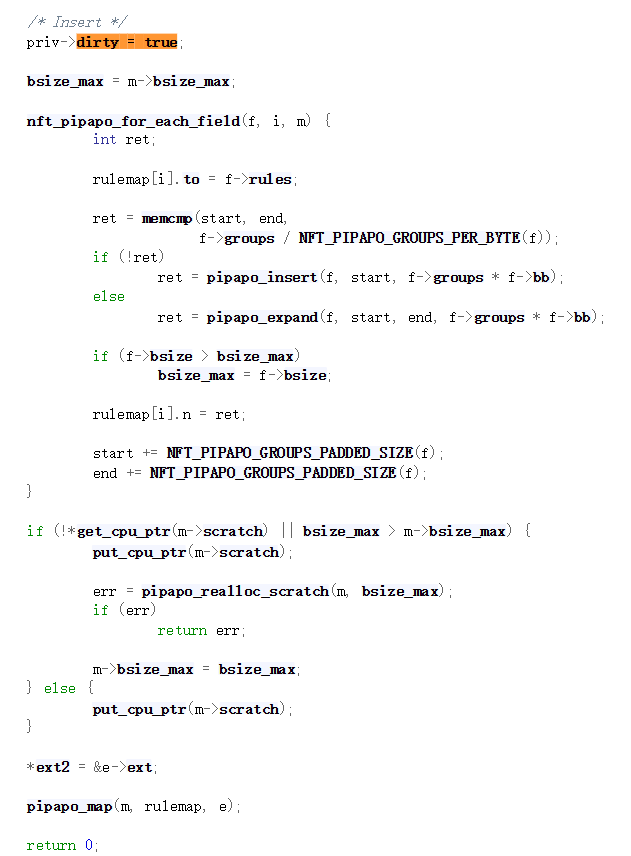 /* Insert */
priv->dirty = true;
bsize_max = m->bsize_max;
nft_pipapo_for_each_field(f, i, m) {
int ret;
rulemap[i].to = f->rules;
ret = memcmp(start, end,
f->groups / NFT_PIPAPO_GROUPS_PER_BYTE(f));
if (!ret)
ret = pipapo_insert(f, start, f->groups * f->bb);
else
ret = pipapo_expand(f, start, end, f->groups * f->bb);
if (f->bsize > bsize_max)
bsize_max = f->bsize;
rulemap[i].n = ret;
start += NFT_PIPAPO_GROUPS_PADDED_SIZE(f);
end += NFT_PIPAPO_GROUPS_PADDED_SIZE(f);
}
if (!*get_cpu_ptr(m->scratch) || bsize_max > m->bsize_max) {
put_cpu_ptr(m->scratch);
err = pipapo_realloc_scratch(m, bsize_max);
if (err)
return err;
m->bsize_max = bsize_max;
} else {
put_cpu_ptr(m->scratch);
}
*ext2 = &e->ext;
pipapo_map(m, rulemap, e);
return 0;